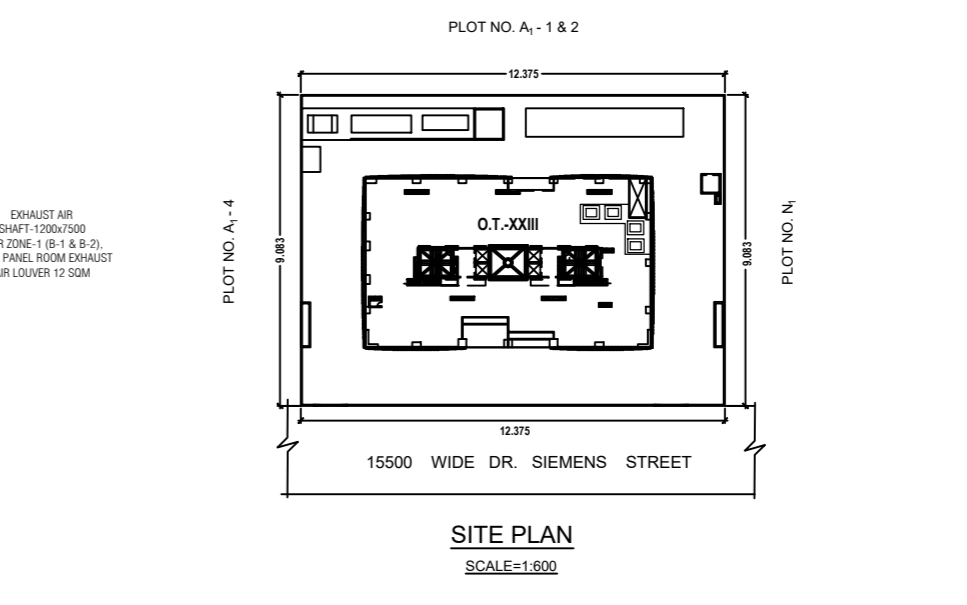 PLOT NO. A₁ - 1 & 2
12.375
EXHAUST AIR
SHAFT-1200x7500
ZONE-1 (B-1 & B-2),
PANEL ROOM EXHAUST
LOUVER 12 SQM
PLOT NO. A₁ - 4
9.083
O.T.-XXIII
9.083
PLOT NO. N₁
12.375
15500 WIDE DR. SIEMENS STREET
SITE PLAN
SCALE=1:600